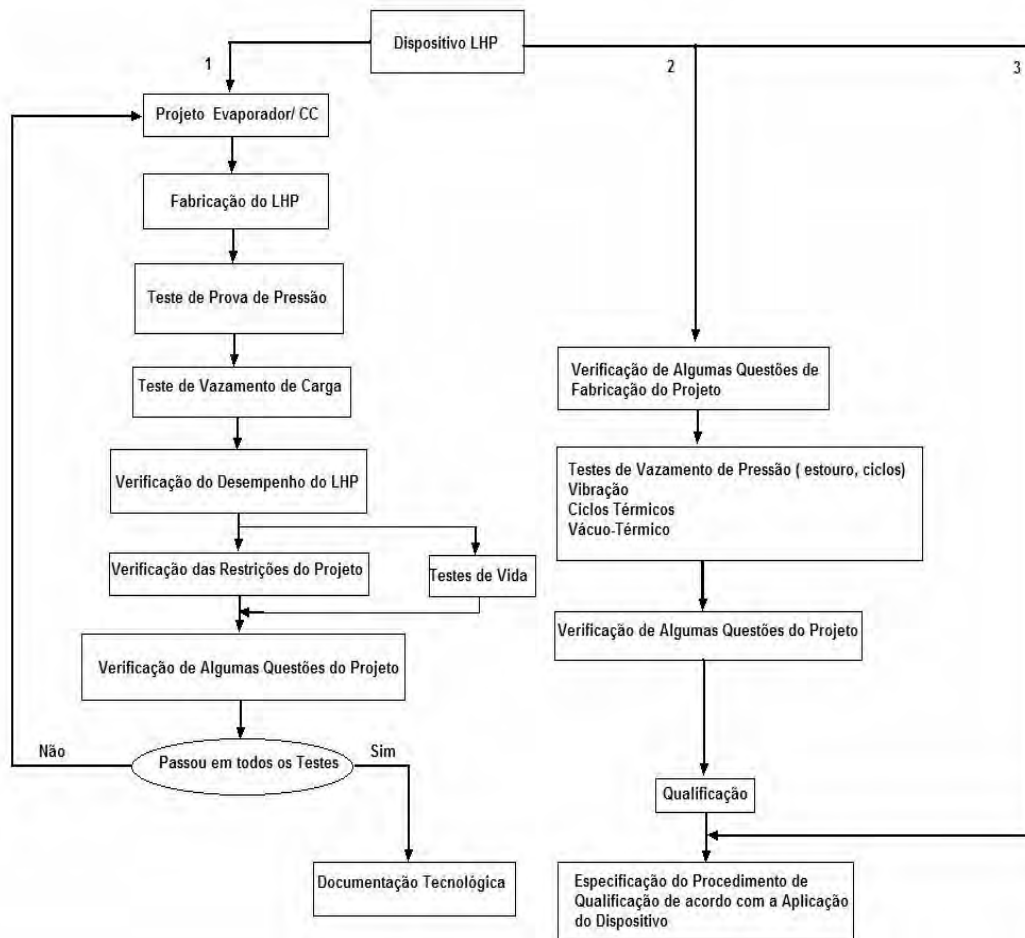 Dispositivo LHP
1
2
3
Projeto Evaporador/ CC
Fabricação do LHP
Teste de Prova de Pressão
Teste de Vazamento de Carga
Verificação do Desempenho do LHP
Verificação das Restrições do Projeto
Testes de Vida
Verificação de Algumas Questões do Projeto
Não
Passou em todos os Testes
Sim
Documentação Tecnológica
Verificação de Algumas Questões de
Fabricação do Projeto
Testes de Vazamento de Pressão ( estouro, ciclos)
Vibração
Ciclos Térmicos
Vácuo-Térmico
Verificação de Algumas Questões do Projeto
Qualificação
Especificação do Procedimento de
Qualificação de acordo com a Aplicação
do Dispositivo